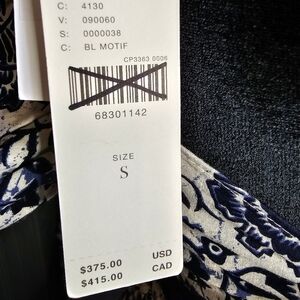 C: 4130
V: 090060
S: 0000038
C: BL MOTIF
CP3363 0006
68301142
SIZE
S
$375.00 USD
$415.00 CAD